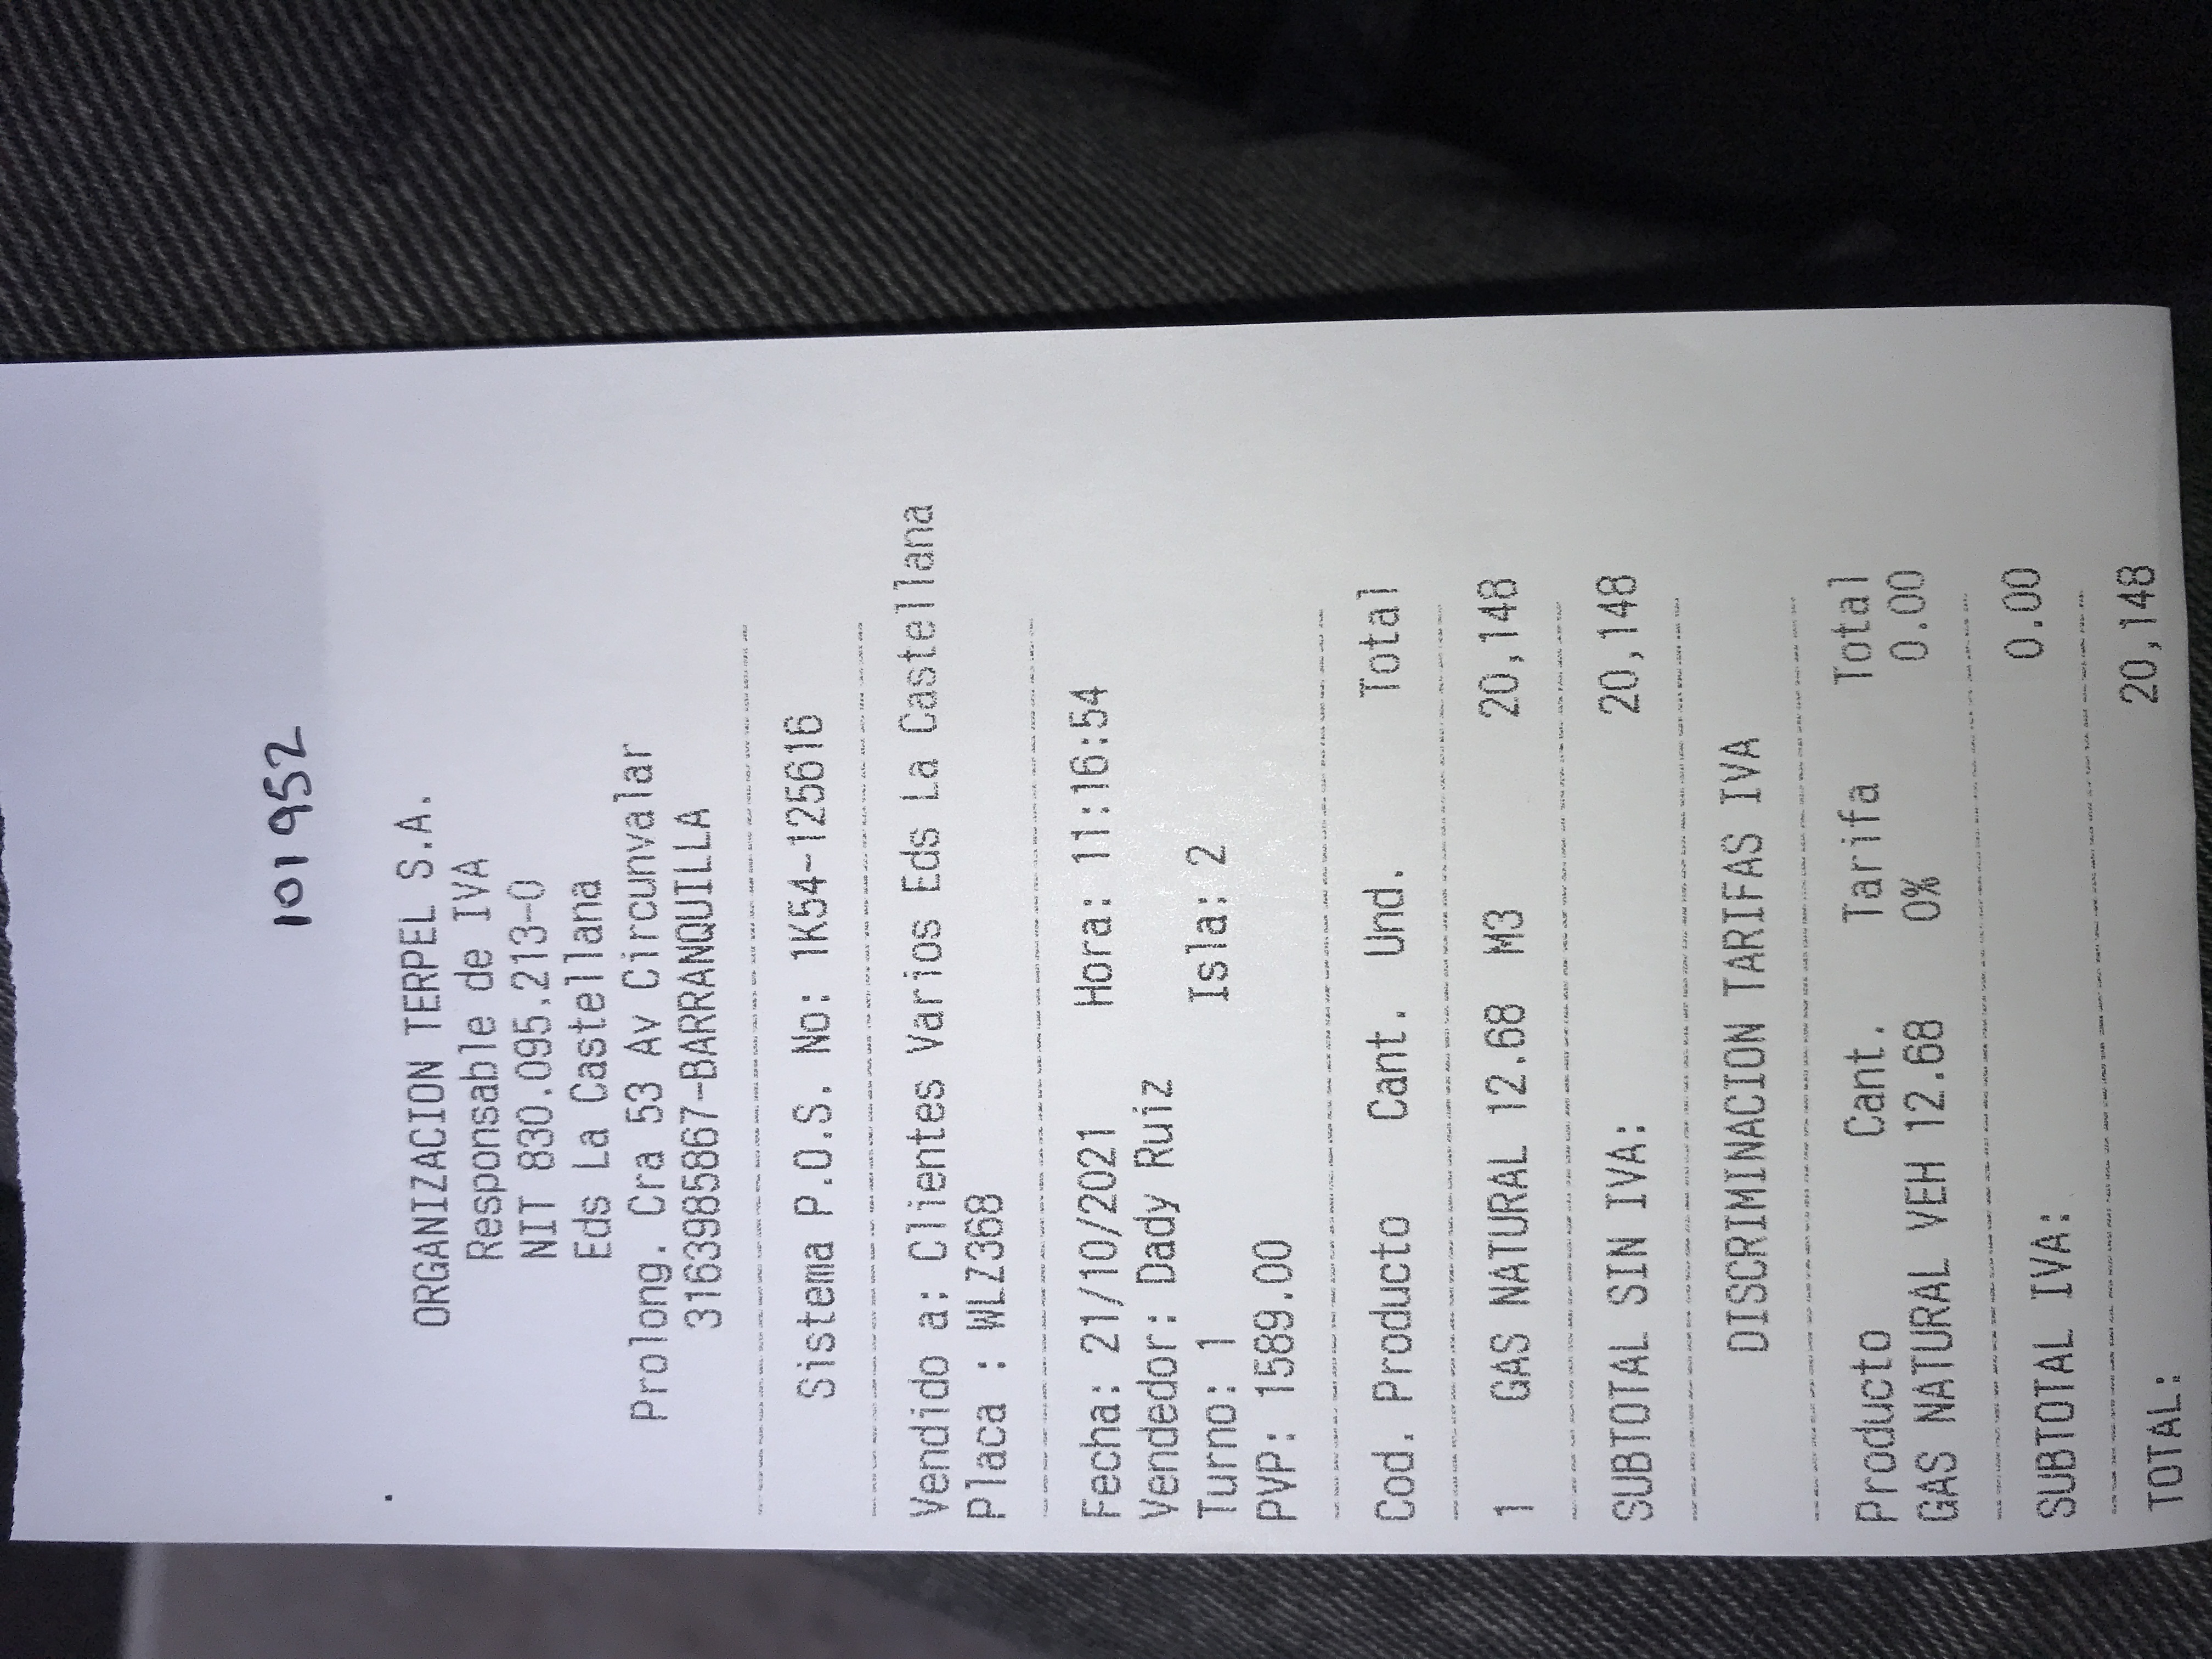 101952
ORGANIZACION TERPEL S.A.
Responsable de IVA
NIT 830.095.213-0
Eds La Castellana
Prolong. Cra 53 Av Circunvalar
3163985867-BARRANQUILLA
Sistema P.O.S. No: 1K54-125616
Vendido a: Clientes Varios Eds La Castellana
Placa : WLZ368
Fecha: 21/10/2021 Hora: 11:16:54
Vendedor: Dady Ruiz
Turno: 1 Isla: 2
PVP: 1589.00
Cod. Producto Cant. Und. Total
1 GAS NATURAL 12.68 M3 20,148
SUBTOTAL SIN IVA: 20,148
DISCRIMINACION TARIFAS IVA
Producto Cant. Tarifa Total
GAS NATURAL VEH 12.68 0% 0.00
SUBTOTAL IVA: 0.00
TOTAL: 20,148